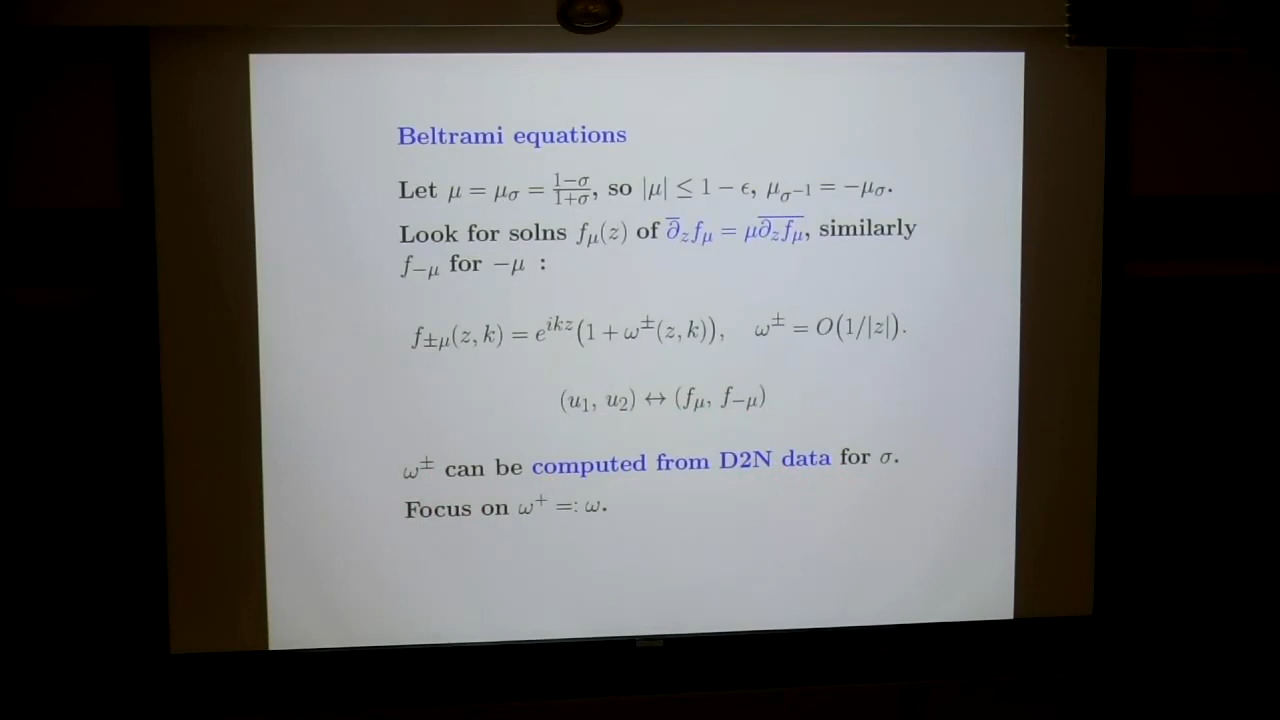 Beltrami equations
Let μ = μ_σ = \frac{1−σ}{1+σ}, so |μ| ≤ 1 − ϵ, μ_{σ^{−1}} = −μ_σ.
Look for solns f_μ(z) of \overline{∂}_z f_μ = μ\overline{∂_z f_μ}, similarly
f_{−μ} for −μ :
f_{±μ}(z, k) = e^{ikz}(1 + ω^±(z, k)), ω^± = O(1/|z|).
(u_1, u_2) ↔ (f_μ, f_{−μ})
ω^± can be computed from D2N data for σ.
Focus on ω^+ =: ω.